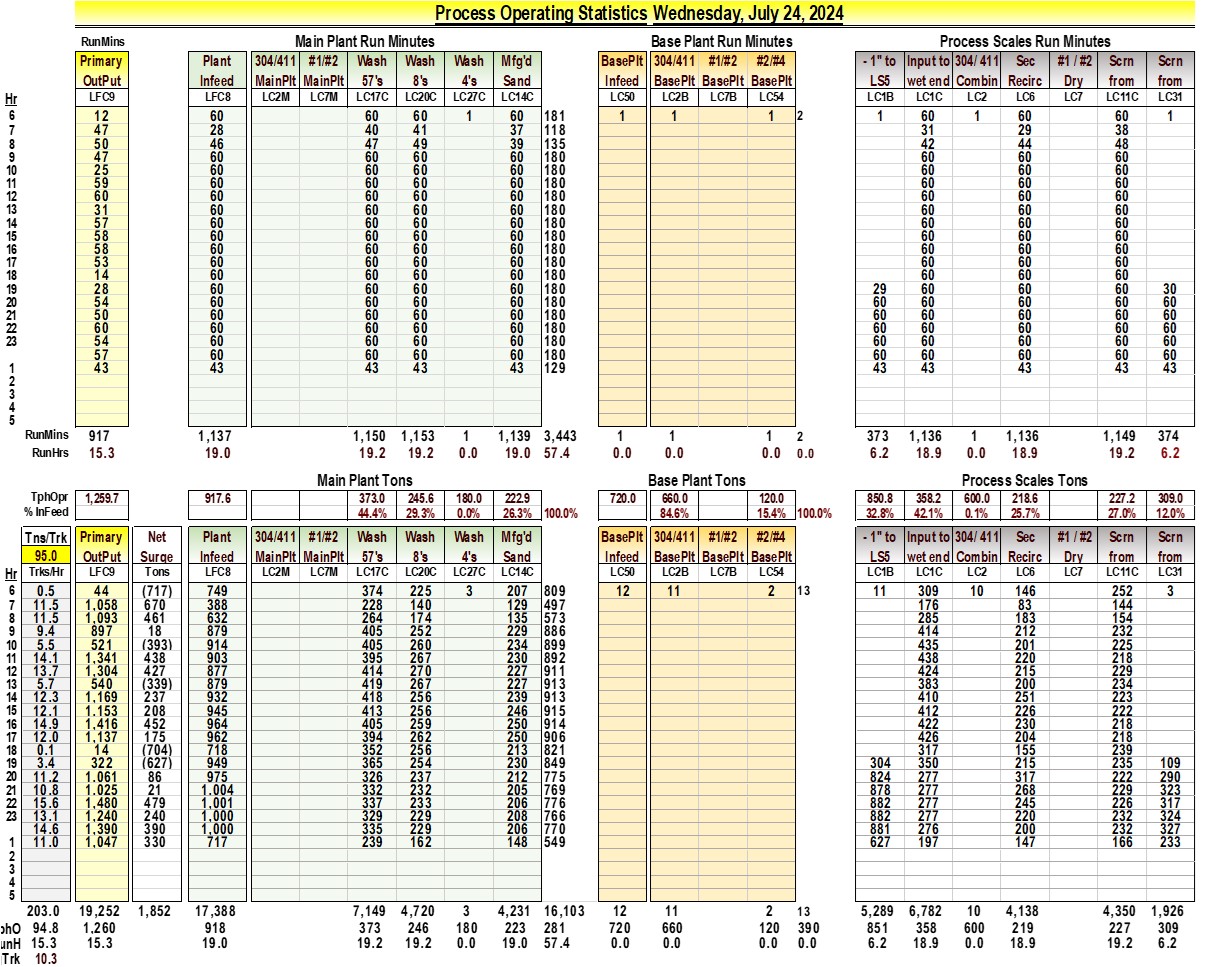 Process Operating Statistics Wednesday, July 24, 2024
RunMins Main Plant Run Minutes Base Plant Run Minutes Process Scales Run Minutes
Primary Plant 304/411 #1/#2 Wash Wash Wash Mfg'd BasePlt 304/411 #1/#2 #2/#4 - 1" to Input to 304/ 411 Sec #1 / #2 Scrn Scrn
OutPut Infeed MainPlt MainPlt 57's 8's 4's Sand Infeed BasePlt BasePlt BasePlt LS5 wet end Combin Recirc Dry from from
Hr LFC9 LFC8 LC2M LC7M LC17C LC20C LC27C LC14C LC50 LC2B LC7B LC54 LC1B LC1C LC2 LC6 LC7 LC11C LC31
6 12 60 60 60 1 60 181 1 1 1 2 1 60 1 60 60 1
7 47 28 40 41 37 118 31 29 38
8 50 46 47 49 39 135 42 44 48
9 47 60 60 60 60 180 60 60 60
10 25 60 60 60 60 180 60 60 60
11 59 60 60 60 60 180 60 60 60
12 60 60 60 60 60 180 60 60 60
13 31 60 60 60 60 180 60 60 60
14 57 60 60 60 60 180 60 60 60
15 58 60 60 60 60 180 60 60 60
16 58 60 60 60 60 180 60 60 60
17 53 60 60 60 60 180 60 60 60
18 14 60 60 60 60 180 60 60 60
19 28 60 60 60 60 180 29 60 60 60 30
20 54 60 60 60 60 180 60 60 60 60 60
21 50 60 60 60 60 180 60 60 60 60 60
22 60 60 60 60 60 180 60 60 60 60 60
23 54 60 60 60 60 180 60 60 60 60 60
57 60 60 60 60 180 60 60 60 60 60
1 43 43 43 43 43 129 43 43 43 43 43
2
3
4
5
RunMins 917 1,137 1,150 1,153 1 1,139 3,443 1 1 1 2 373 1,136 1 1,136 1,149 374
RunHrs 15.3 19.0 19.2 19.2 0.0 19.0 57.4 0.0 0.0 0.0 0.0 6.2 18.9 0.0 18.9 19.2 6.2
Main Plant Tons Base Plant Tons Process Scales Tons
TphOpr 1,259.7 917.6 373.0 245.6 180.0 222.9 720.0 660.0 120.0 850.8 358.2 600.0 218.6 227.2 309.0
% InFeed 44.4% 29.3% 0.0% 26.3% 100.0% 84.6% 15.4% 100.0% 32.8% 42.1% 0.1% 25.7% 27.0% 12.0%
Tns/Trk Primary Net Plant 304/411 #1/#2 Wash Wash Wash Mfg'd BasePlt 304/411 #1/#2 #2/#4 - 1" to Input to 304/ 411 Sec #1 / #2 Scrn Scrn
95.0 OutPut Surge Infeed MainPlt MainPlt 57's 8's 4's Sand Infeed BasePlt BasePlt BasePlt LS5 wet end Combin Recirc Dry from from
Hr Trks/Hr LFC9 Tons LFC8 LC2M LC7M LC17C LC20C LC27C LC14C LC50 LC2B LC7B LC54 LC1B LC1C LC2 LC6 LC7 LC11C LC31
6 0.5 44 (717) 749 374 225 3 207 809 12 11 2 13 11 309 10 146 252 3
7 11.5 1,058 670 388 228 140 129 497 176 83 144
8 11.5 1,093 461 632 264 174 135 573 285 183 154
9 9.4 897 18 879 405 252 229 886 414 212 232
10 5.5 521 (393) 914 405 260 234 899 435 201 225
11 14.1 1,341 438 903 395 267 230 892 438 220 218
12 13.7 1,304 427 877 414 270 227 911 424 215 229
13 5.7 540 (339) 879 419 267 227 913 383 200 234
14 12.3 1,169 237 932 418 256 239 913 410 251 223
15 12.1 1,153 208 945 413 256 246 915 412 226 222
16 14.9 1,416 452 964 405 259 250 914 422 230 218
17 12.0 1,137 175 962 394 262 250 906 426 204 218
18 0.1 14 (704) 718 352 256 213 821 317 155 239
19 3.4 322 (627) 949 365 254 230 849 304 350 215 235 109
20 11.2 1,061 86 975 326 237 212 775 824 277 317 222 290
21 10.8 1,025 21 1,004 332 232 205 769 878 277 268 229 323
22 15.6 1,480 479 1,001 337 233 206 776 882 277 245 226 317
23 13.1 1,240 240 1,000 329 229 208 766 882 277 220 232 324
14.6 1,390 390 1,000 335 229 206 770 881 276 200 232 327
1 11.0 1,047 330 717 239 162 148 549 627 197 147 166 233
2
3
4
5
203.0 19,252 1,852 17,388 7,149 4,720 3 4,231 16,103 12 11 2 13 5,289 6,782 10 4,138 4,350 1,926
phO 94.8 1,260 918 373 246 180 223 281 720 660 120 390 851 358 600 219 227 309
unH 15.3 15.3 19.0 19.2 19.2 0.0 19.0 57.4 0.0 0.0 0.0 0.0 6.2 18.9 0.0 18.9 19.2 6.2
Trk 10.3